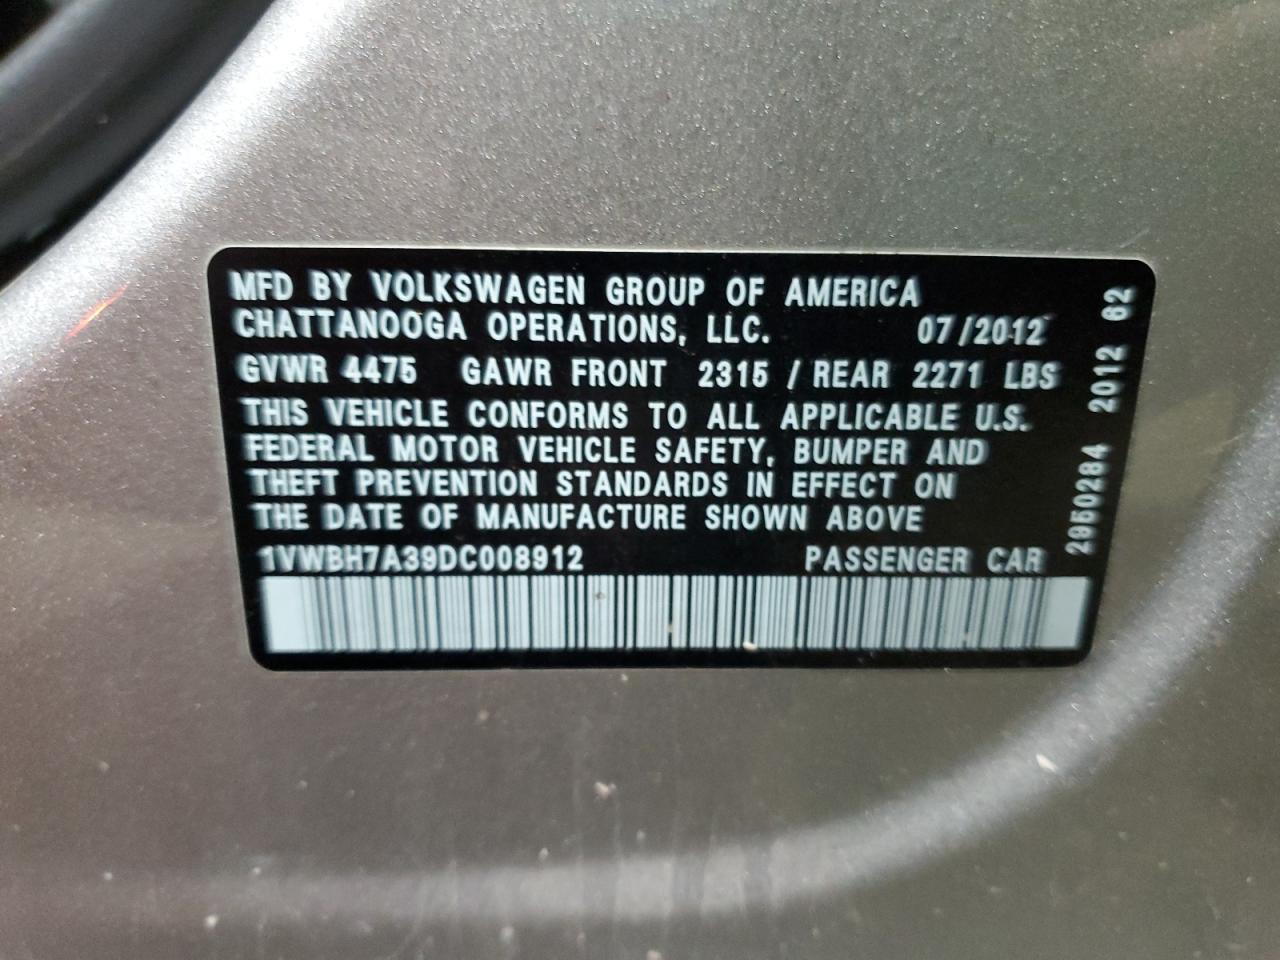 MFD BY VOLKSWAGEN GROUP OF AMERICA
CHATTANOOGA OPERATIONS, LLC. 07/2012
GVWR 4475 GAWR FRONT 2315 / REAR 2271 LBS
THIS VEHICLE CONFORMS TO ALL APPLICABLE U.S.
FEDERAL MOTOR VEHICLE SAFETY, BUMPER AND
THEFT PREVENTION STANDARDS IN EFFECT ON
THE DATE OF MANUFACTURE SHOWN ABOVE
1VWBH7A39DC008912 PASSENGER CAR
2950284 2012 62